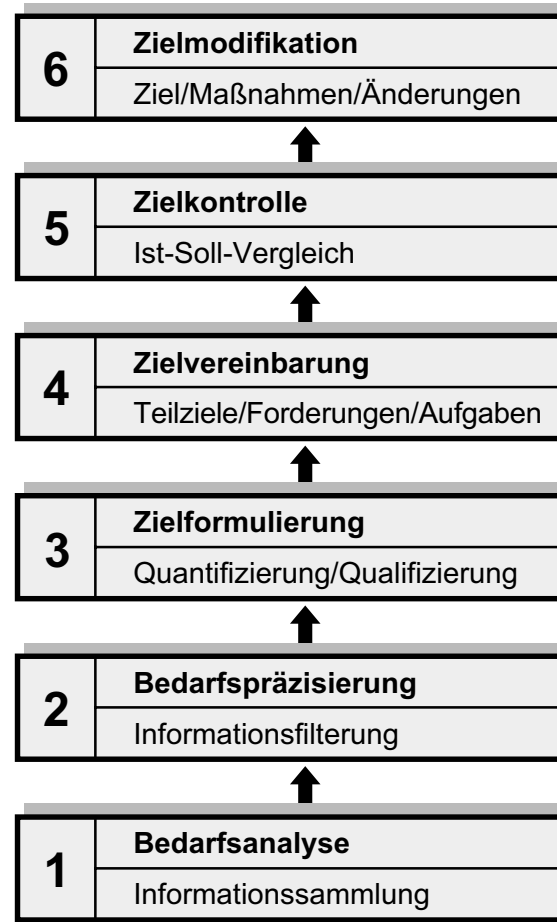 6
Zielmodifikation
Ziel/Maßnahmen/Änderungen
5
Zielkontrolle
Ist-Soll-Vergleich
4
Zielvereinbarung
Teilziele/Forderungen/Aufgaben
3
Zielformulierung
Quantifizierung/Qualifizierung
2
Bedarfspräzisierung
Informationsfilterung
1
Bedarfsanalyse
Informationssammlung